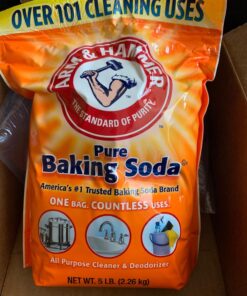 OVER 101 CLEANING USES
ARM & HAMMER
THE STANDARD OF PURITY
Pure
Baking Soda
America's #1 Trusted Baking Soda Brand
ONE BAG. COUNTLESS USES.
All Purpose Cleaner & Deodorizer
NET WT. 5 LB. (2.26 kg)